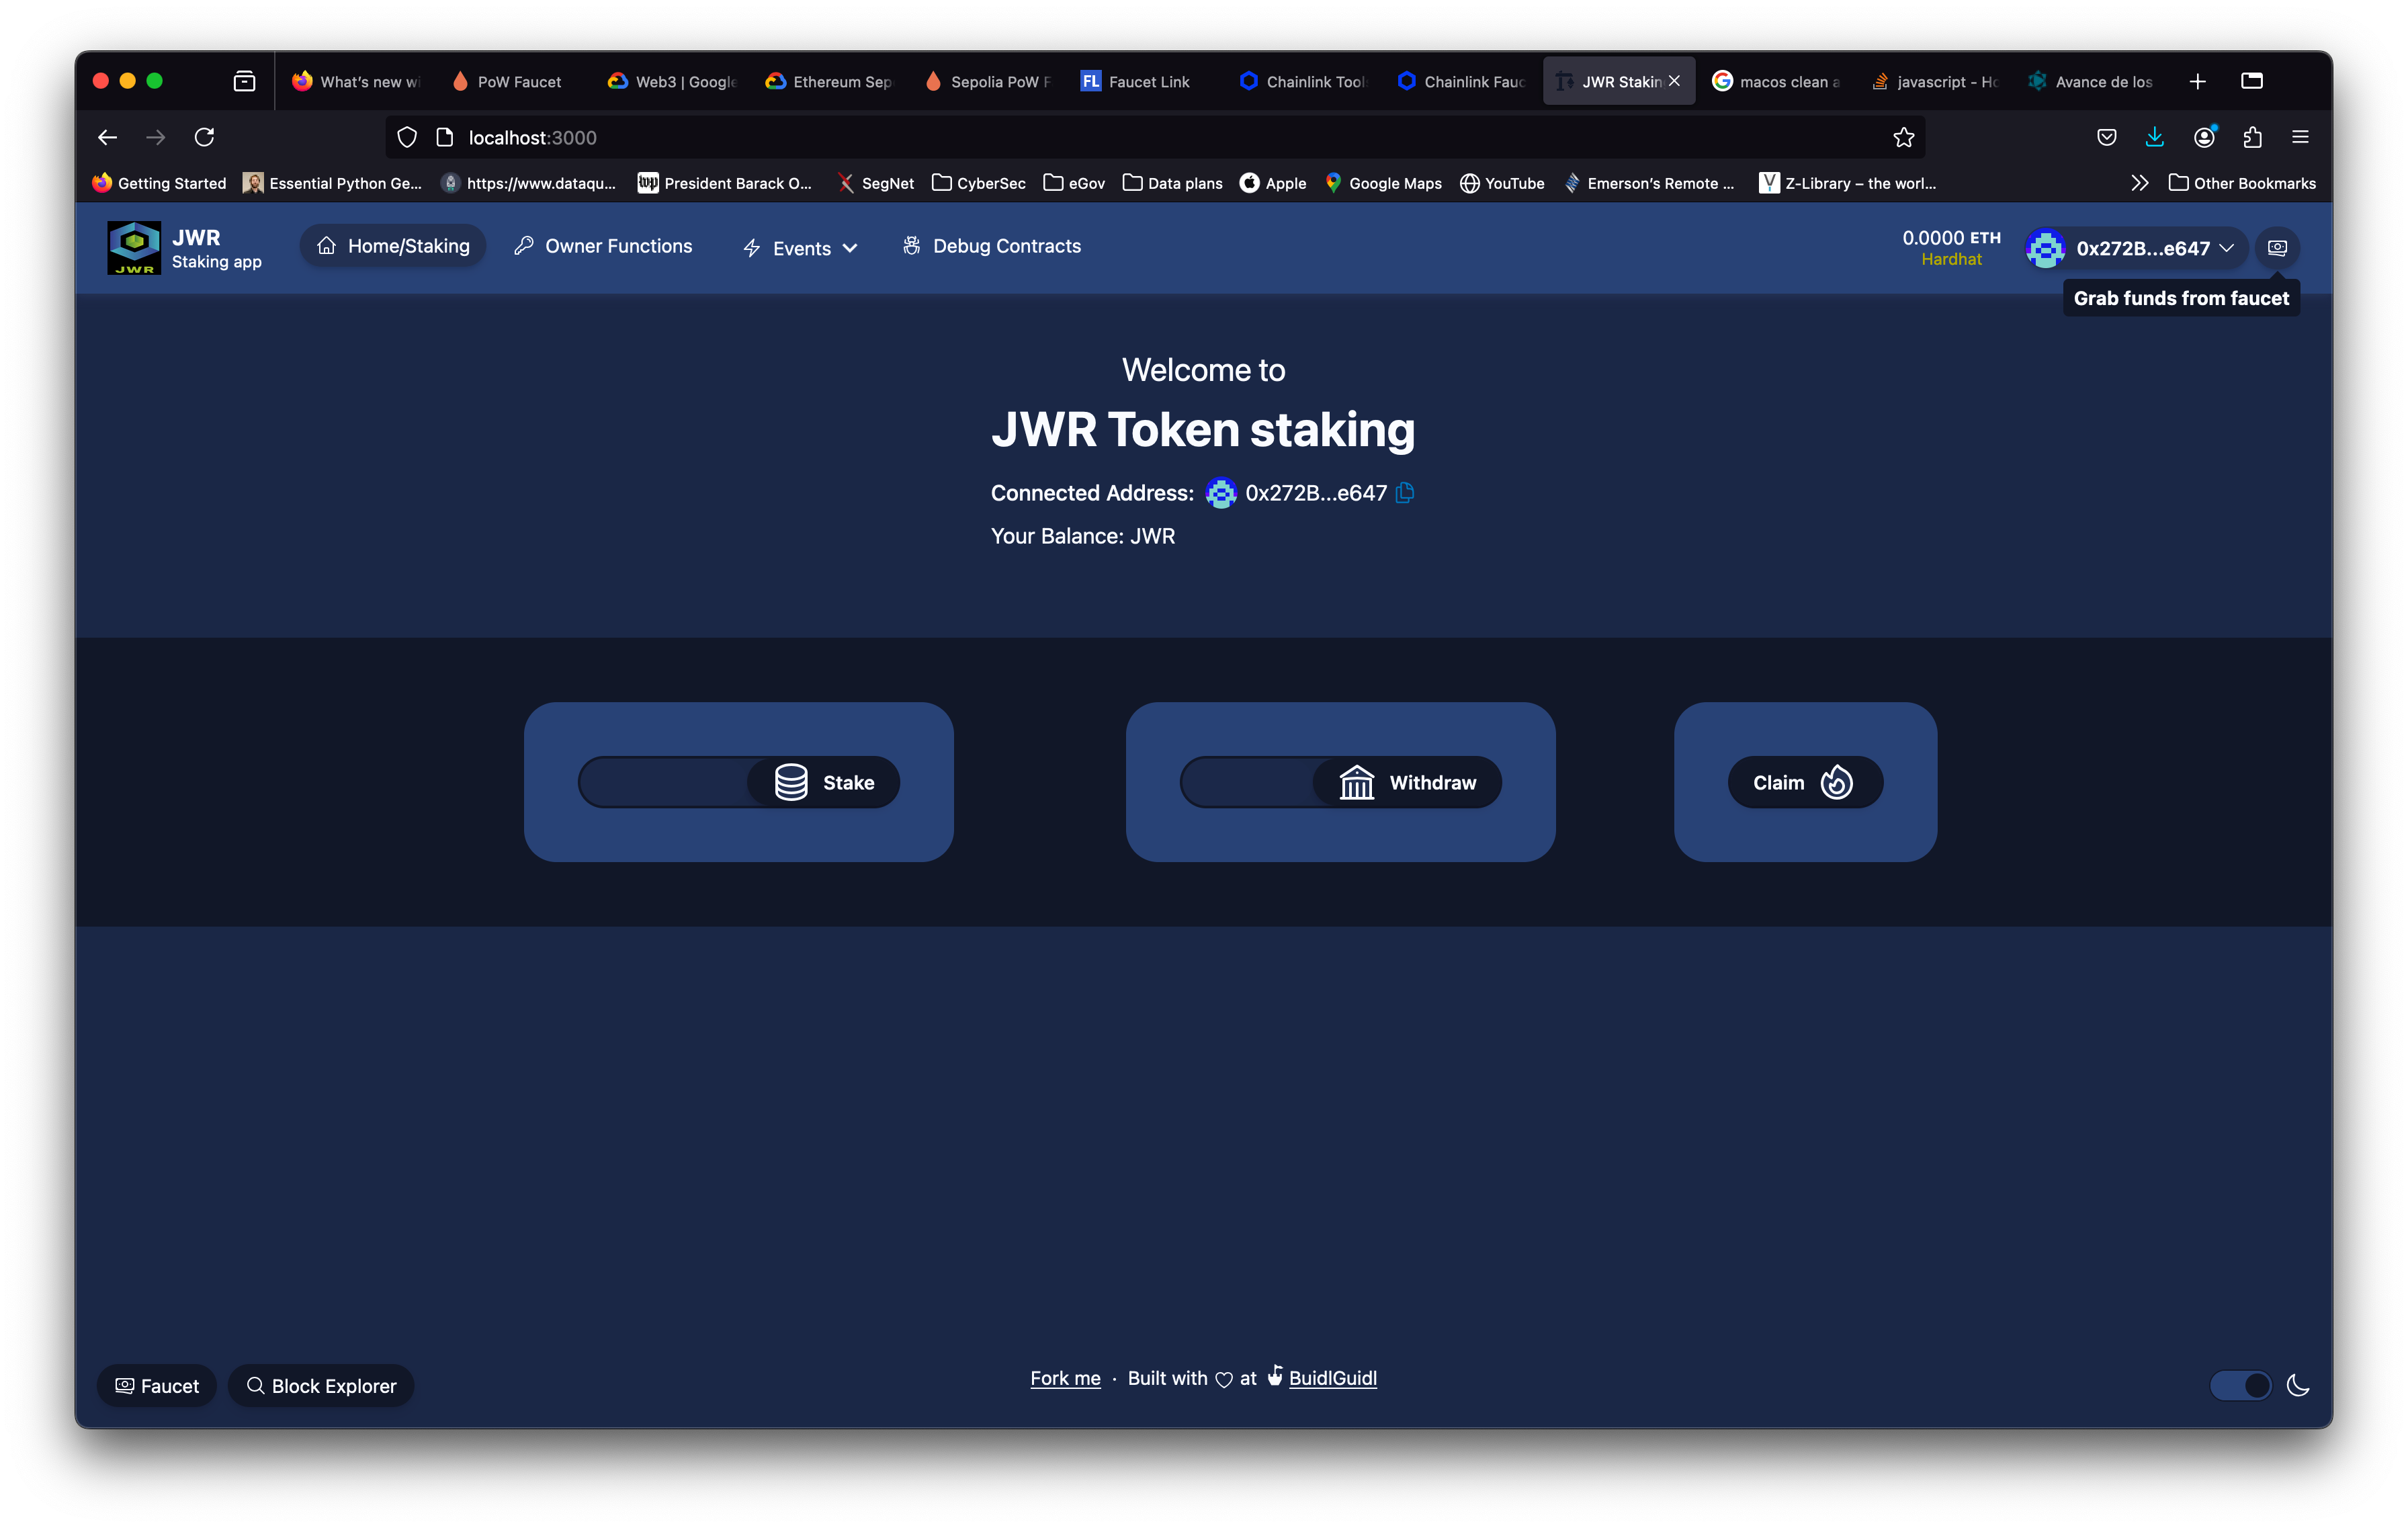 What's new wi
PoW Faucet
Web3 | Google
Ethereum Sep
Sepolia PoW F
FL Faucet Link
Chainlink Tool
Chainlink Fauc
JWR Stakin
macos clean a
javascript - Ho
Avance de los
localhost:3000
Getting Started
Essential Python Ge...
https://www.dataqu...
wp President Barack O...
SegNet
CyberSec
eGov
Data plans
Apple
Google Maps
YouTube
Emerson's Remote ...
Z-Library – the worl...
Other Bookmarks
JWR
JWR
Staking app
Home/Staking
Owner Functions
Events
Debug Contracts
0.0000 ETH
Hardhat
0x272B...e647
Grab funds from faucet
Welcome to
JWR Token staking
Connected Address: 0x272B...e647
Your Balance: JWR
Stake
Withdraw
Claim
Faucet
Block Explorer
Fork me · Built with at BuidlGuidl